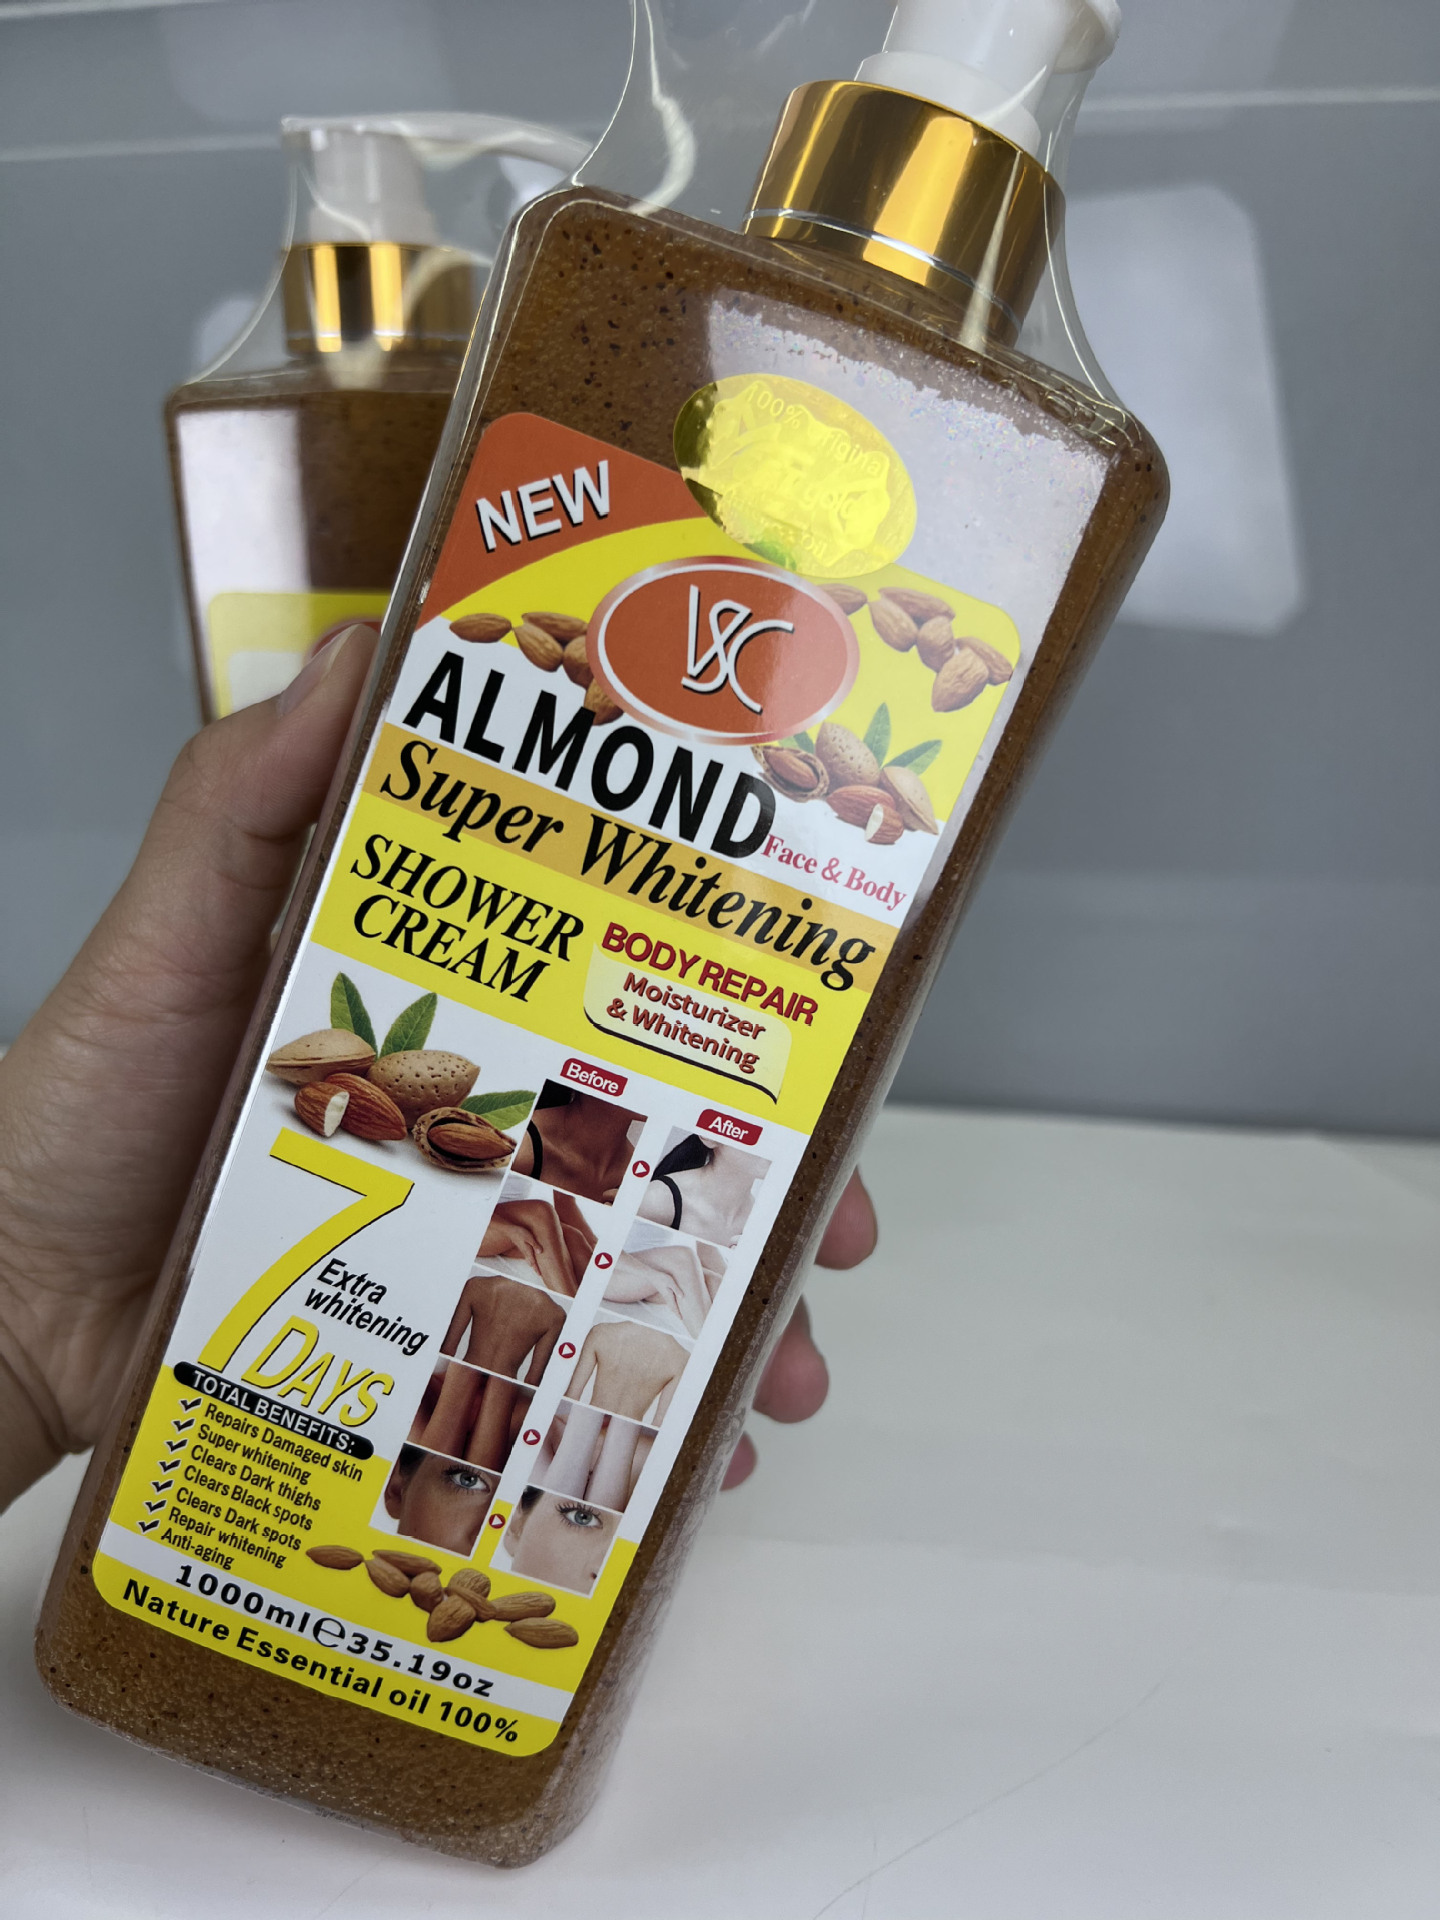 100% Original
NEW
VSC
ALMOND
Face & Body
Super Whitening
SHOWER
CREAM
BODY REPAIR
Moisturizer
& Whitening
Before
After
7
Extra
whitening
DAYS
TOTAL BENEFITS:
Repairs Damaged skin
Super whitening
Clears Dark thighs
Clears Black spots
Clears Dark spots
Repair whitening
Anti-aging
1000ml℮35.19oz
Nature Essential oil 100%